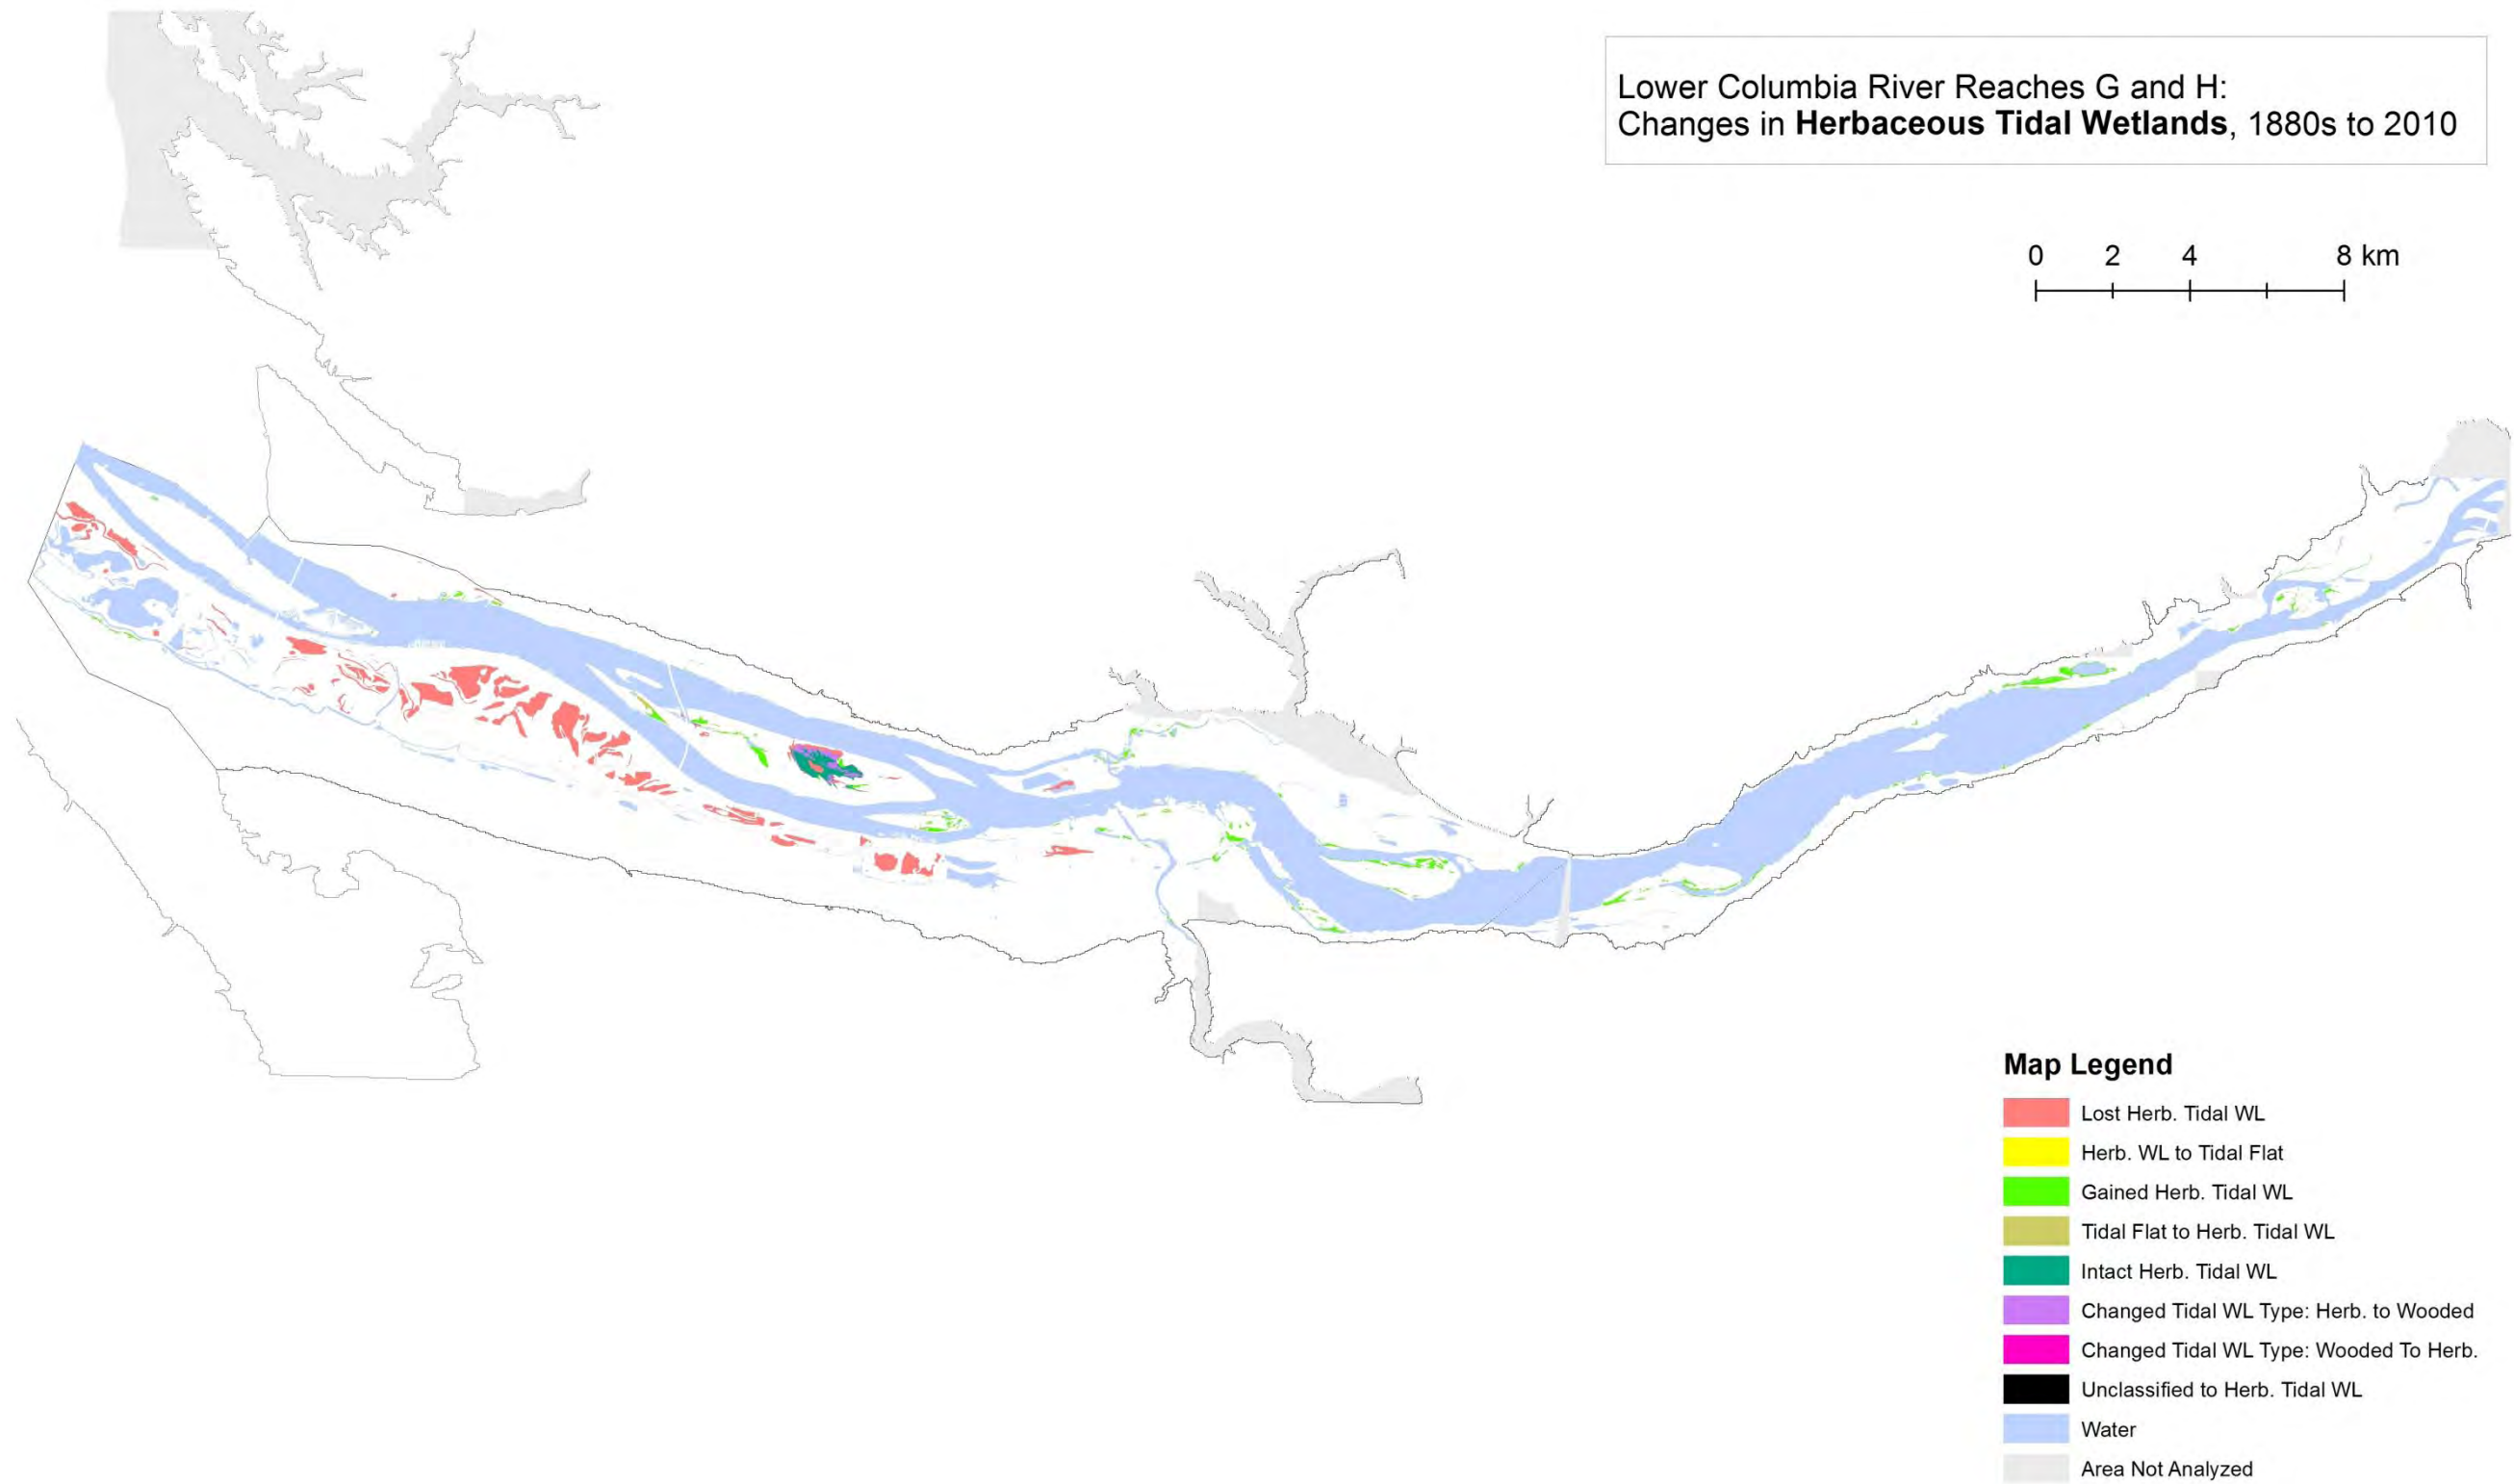 Lower Columbia River Reaches G and H:
Changes in Herbaceous Tidal Wetlands, 1880s to 2010
0 2 4 8 km
Map Legend
Lost Herb. Tidal WL
Herb. WL to Tidal Flat
Gained Herb. Tidal WL
Tidal Flat to Herb. Tidal WL
Intact Herb. Tidal WL
Changed Tidal WL Type: Herb. to Wooded
Changed Tidal WL Type: Wooded To Herb.
Unclassified to Herb. Tidal WL
Water
Area Not Analyzed